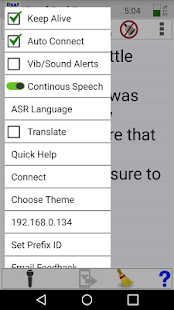 5:04
Keep Alive
Auto Connect
Vib/Sound Alerts
Continous Speech
ASR Language
Translate
Quick Help
Connect
Choose Theme
192.168.0.134
Set Prefix ID
Email Feedback
ttle
was
re that
sure to
?